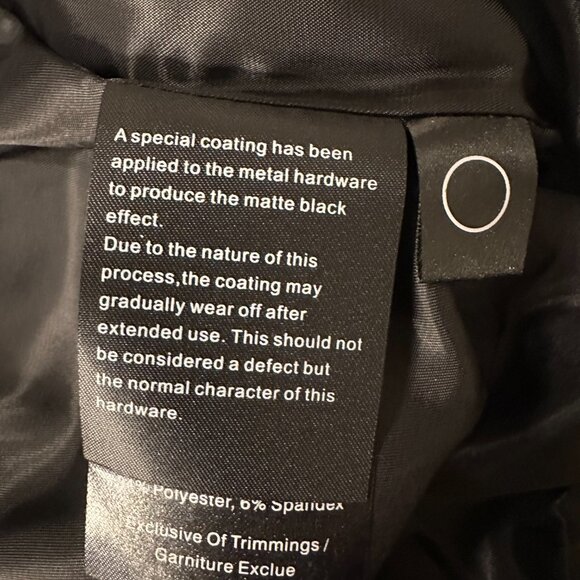 A special coating has been
applied to the metal hardware
to produce the matte black
effect.
Due to the nature of this
process,the coating may
gradually wear off after
extended use. This should not
be considered a defect but
the normal character of this
hardware.
Polyester, 6% Spandex
Exclusive Of Trimmings /
Garniture Exclue